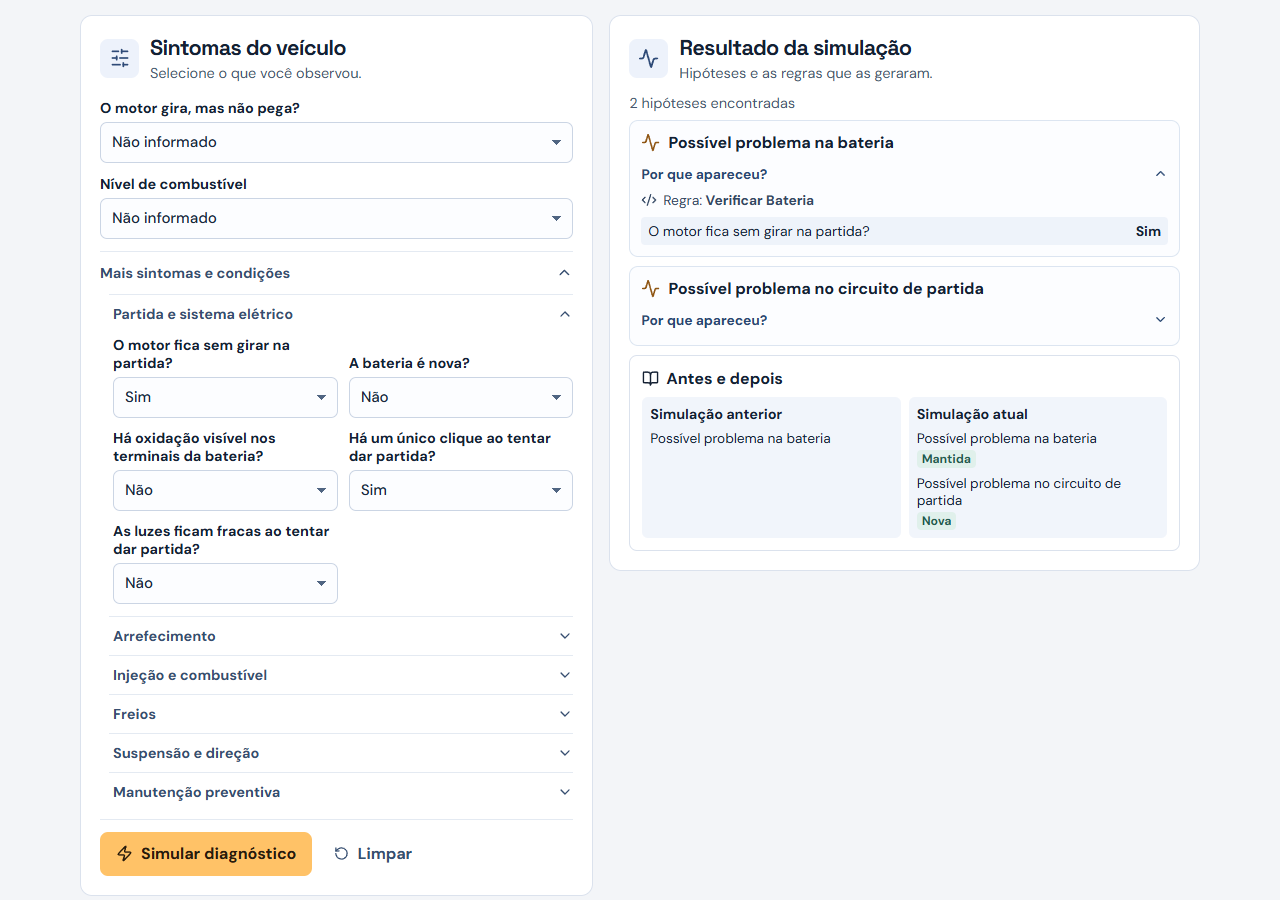 Sintomas do veículo
Selecione o que você observou.
O motor gira, mas não pega?
Não informado
Nível de combustível
Não informado
Mais sintomas e condições
Partida e sistema elétrico
O motor fica sem girar na
partida?
Sim
A bateria é nova?
Não
Há oxidação visível nos
terminais da bateria?
Não
Há um único clique ao tentar
dar partida?
Sim
As luzes ficam fracas ao tentar
dar partida?
Não
Arrefecimento
Injeção e combustível
Freios
Suspensão e direção
Manutenção preventiva
Simular diagnóstico
Limpar
Resultado da simulação
Hipóteses e as regras que as geraram.
2 hipóteses encontradas
Possível problema na bateria
Por que apareceu?
Regra: Verificar Bateria
O motor fica sem girar na partida? Sim
Possível problema no circuito de partida
Por que apareceu?
Antes e depois
Simulação anterior
Possível problema na bateria
Simulação atual
Possível problema na bateria
Mantida
Possível problema no circuito de
partida
Nova